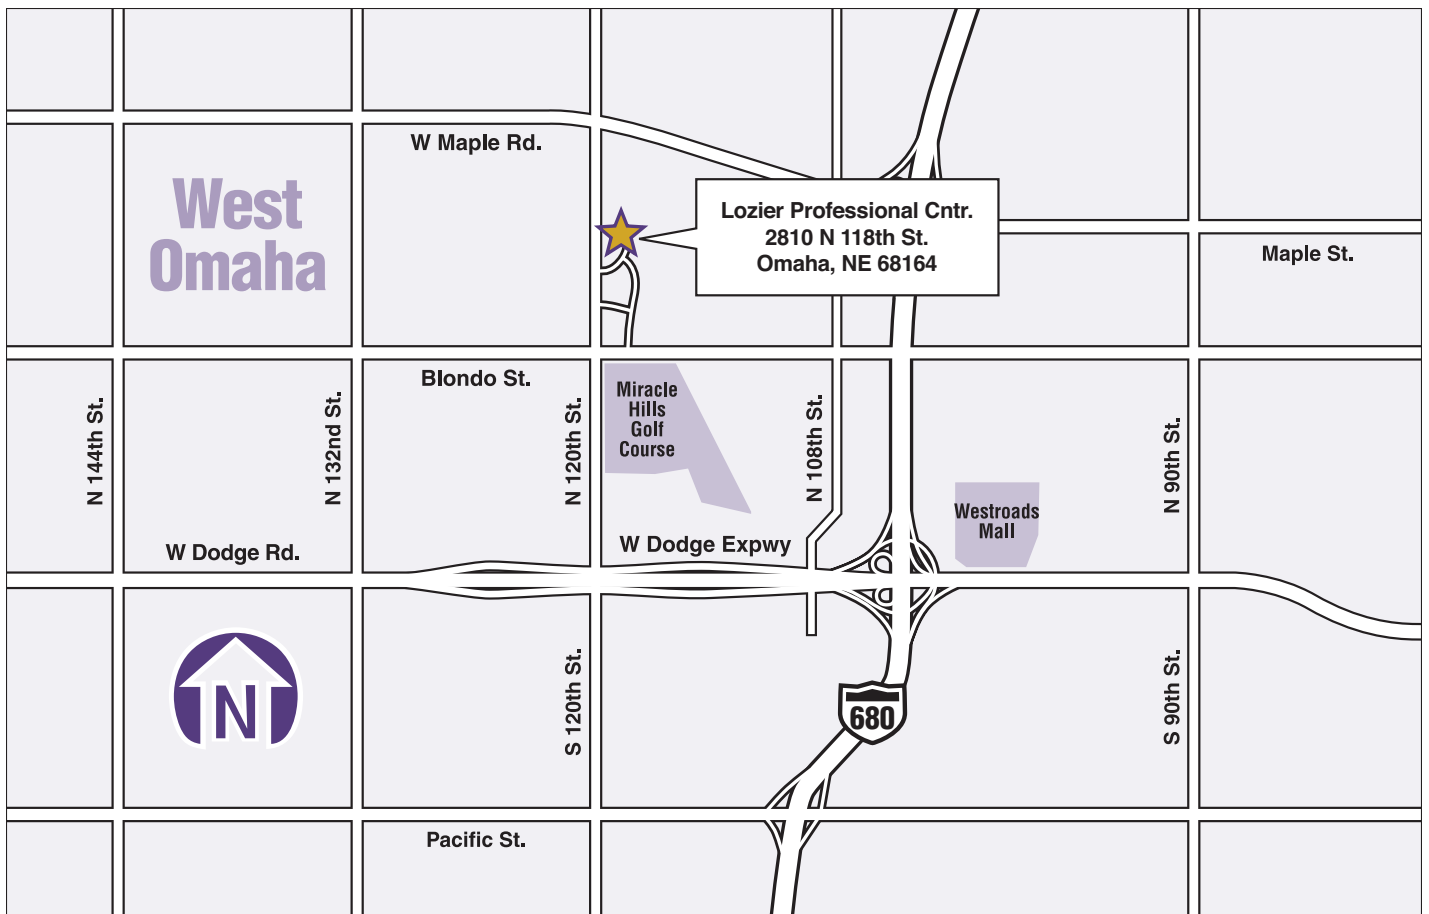 W Maple Rd.
West
Omaha
Lozier Professional Cntr.
2810 N 118th St.
Omaha, NE 68164
Maple St.
Blondo St.
Miracle
Hills
Golf
Course
N 144th St.
N 132nd St.
N 120th St.
N 108th St.
N 90th St.
Westroads
Mall
W Dodge Rd.
W Dodge Expwy
N
S 120th St.
680
S 90th St.
Pacific St.